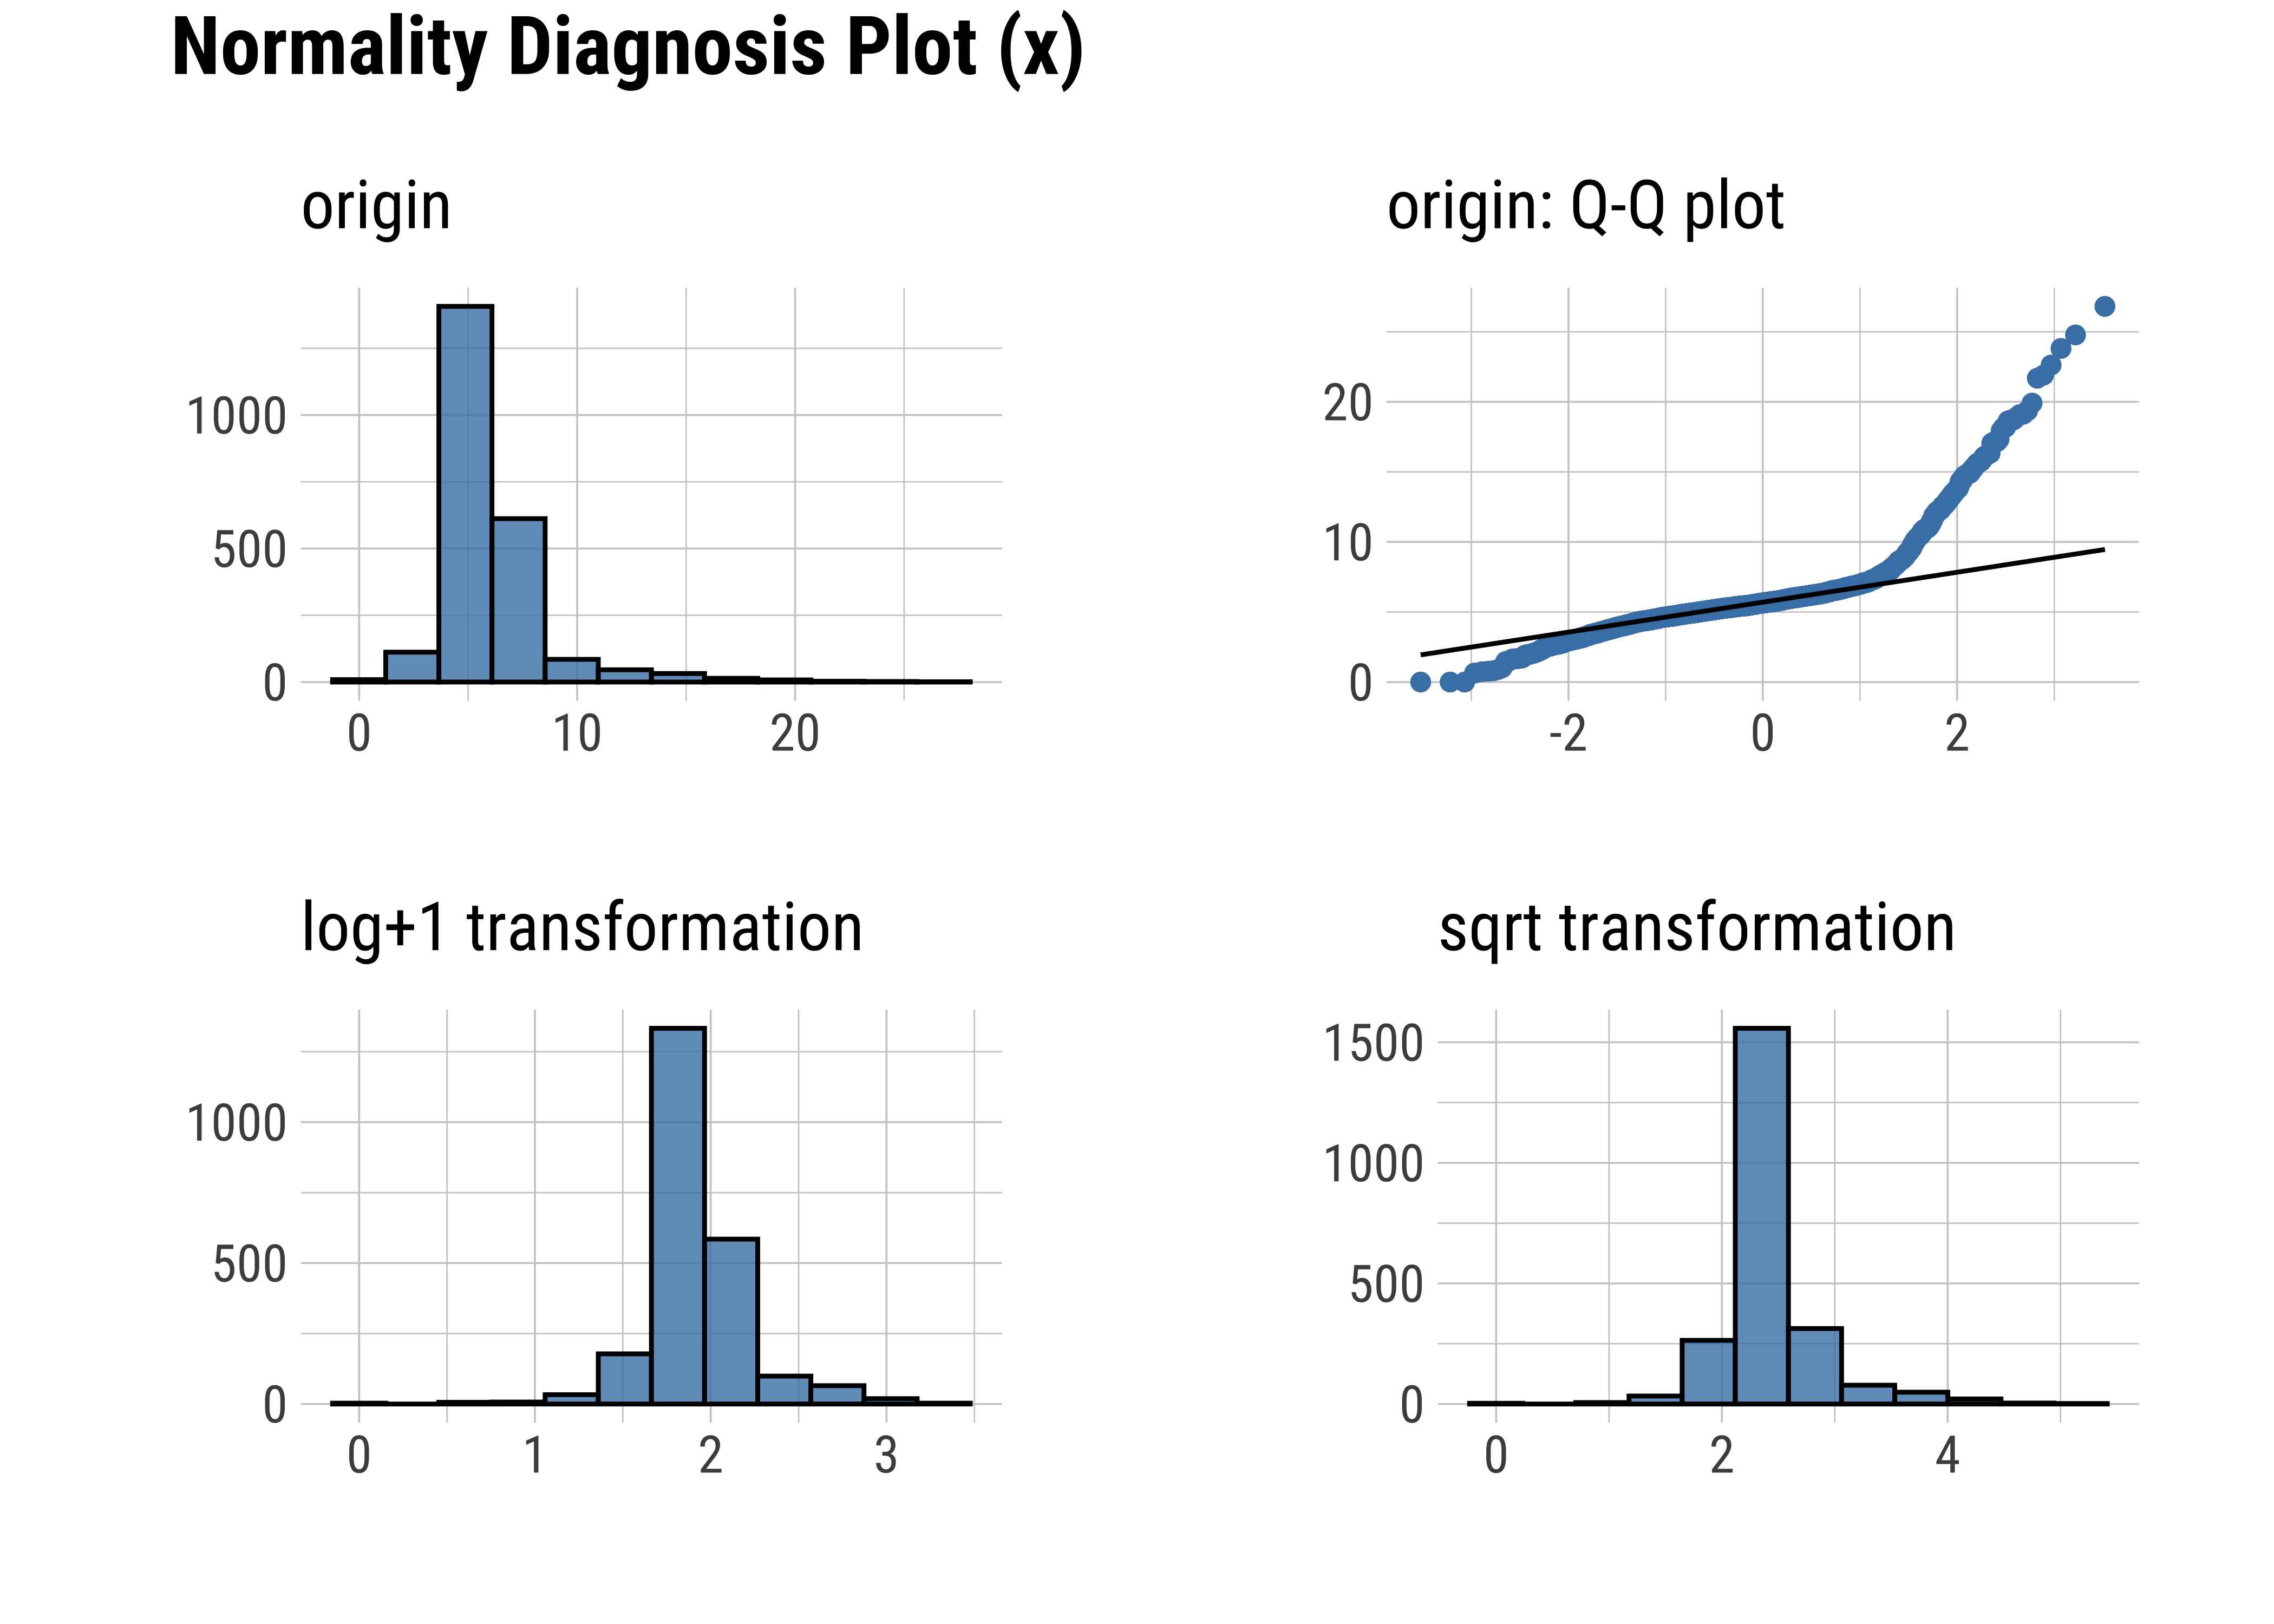 Normality Diagnosis Plot (x)
origin
1000
500
0
0 10 20
origin: Q-Q plot
20
10
0
-2 0 2
log+1 transformation
1000
500
0
0 1 2 3
sqrt transformation
1500
1000
500
0
0 2 4